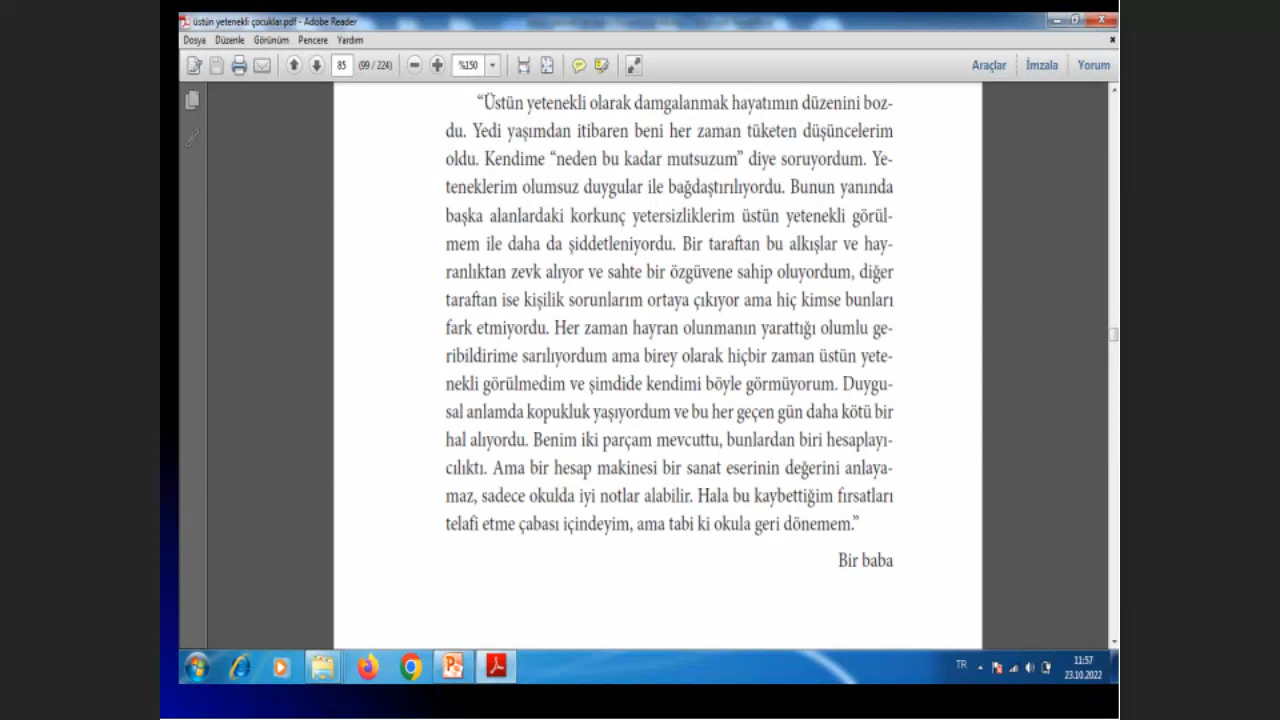 üstün yetenekli çocuklar.pdf - Adobe Reader
Dosya Düzenle Görünüm Pencere Yardım
85 (99 / 224) %150 Araçlar İmzala Yorum
“Üstün yetenekli olarak damgalanmak hayatımın düzenini boz-
du. Yedi yaşımdan itibaren beni her zaman tüketen düşüncelerim
oldu. Kendime “neden bu kadar mutsuzum” diye soruyordum. Ye-
teneklerim olumsuz duygular ile bağdaştırılıyordu. Bunun yanında
başka alanlardaki korkunç yetersizliklerim üstün yetenekli görül-
mem ile daha da şiddetleniyordu. Bir taraftan bu alkışlar ve hay-
ranlıktan zevk alıyor ve sahte bir özgüvene sahip oluyordum, diğer
taraftan ise kişilik sorunlarım ortaya çıkıyor ama hiç kimse bunları
fark etmiyordu. Her zaman hayran olunmanın yarattığı olumlu ge-
ribildirime sarılıyordum ama birey olarak hiçbir zaman üstün yete-
nekli görülmedim ve şimdide kendimi böyle görmüyorum. Duygu-
sal anlamda kopukluk yaşıyordum ve bu her geçen gün daha kötü bir
hal alıyordu. Benim iki parçam mevcuttu, bunlardan biri hesaplayı-
cılıktı. Ama bir hesap makinesi bir sanat eserinin değerini anlaya-
maz, sadece okulda iyi notlar alabilir. Hala bu kaybettiğim fırsatları
telafi etme çabası içindeyim, ama tabi ki okula geri dönemem.”
Bir baba
TR 11:57
23.10.2022